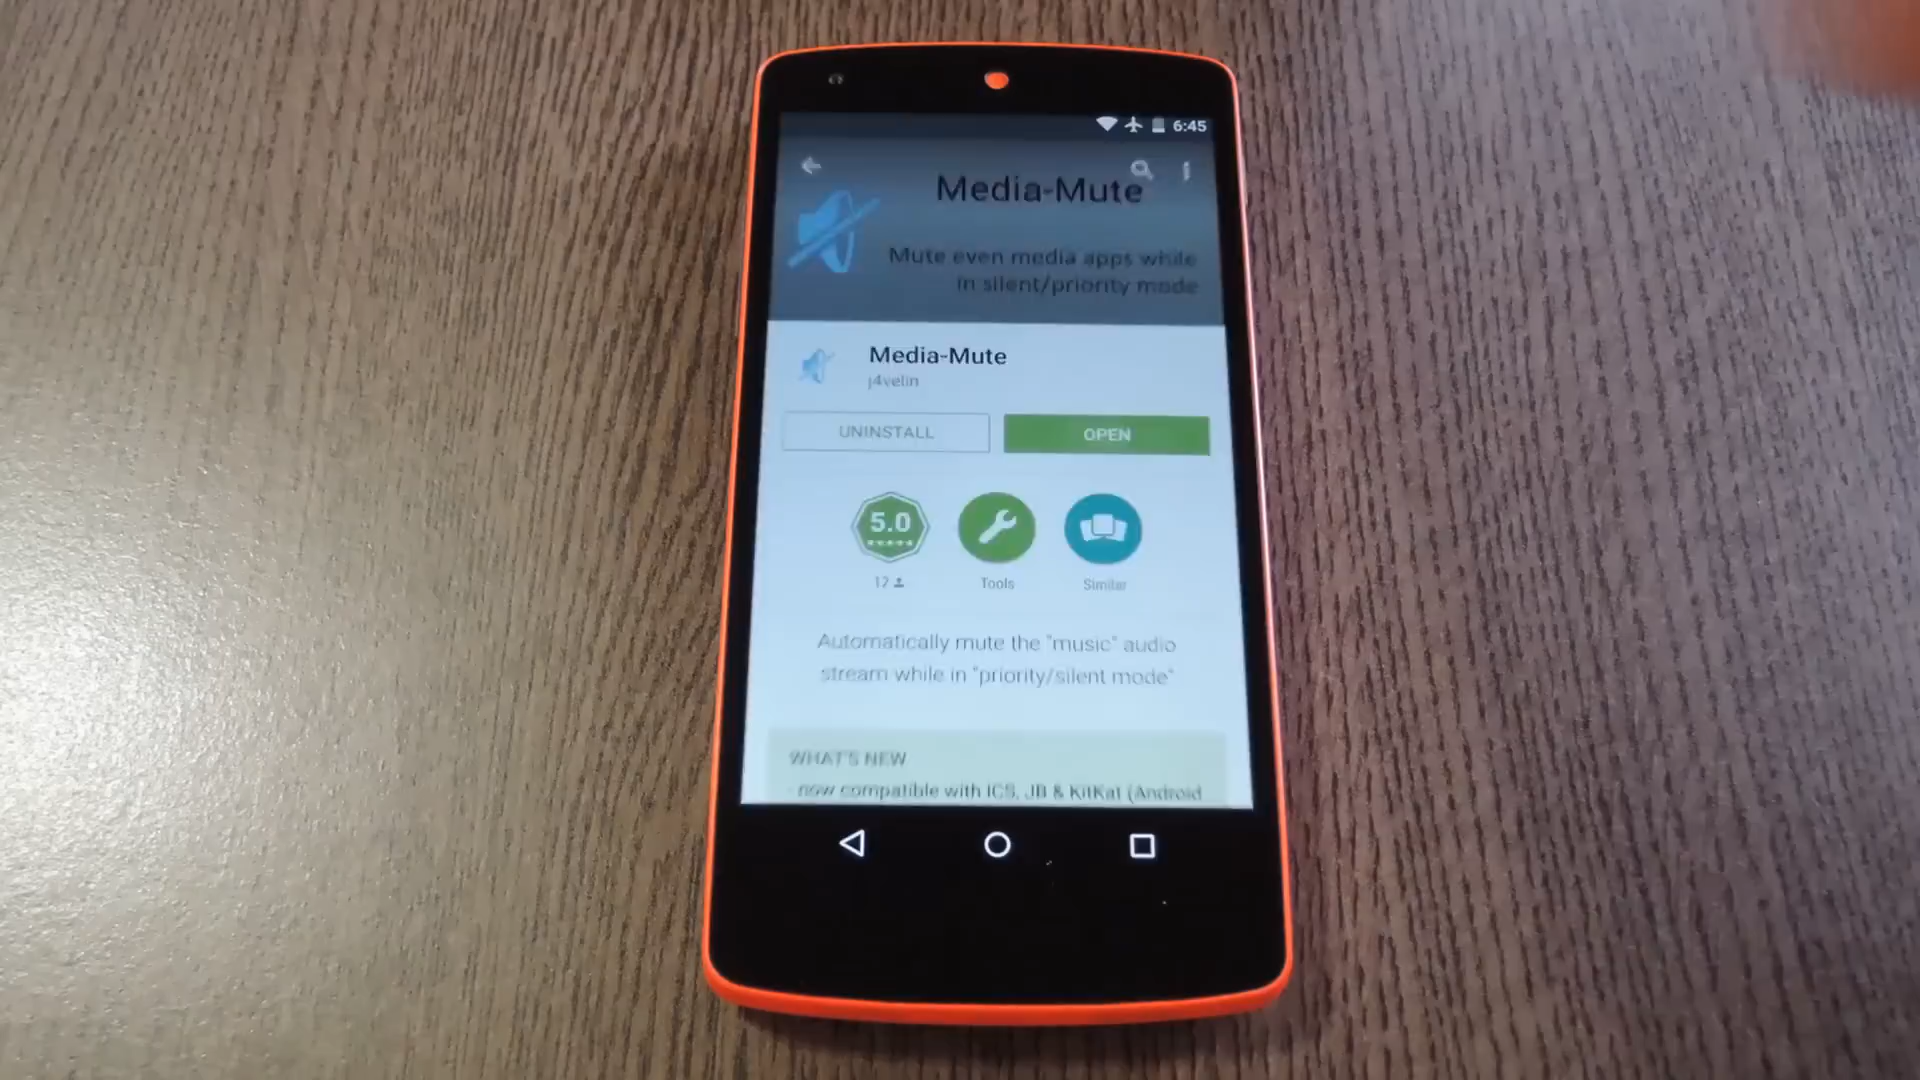 6:45
Media-Mute
Mute even media apps while
in silent/priority mode
Media-Mute
j4velin
UNINSTALL
OPEN
5.0
12
Tools
Similar
Automatically mute the "music" audio
stream while in "priority/silent mode"
WHAT'S NEW
- now compatible with ICS, JB & KitKat (Android